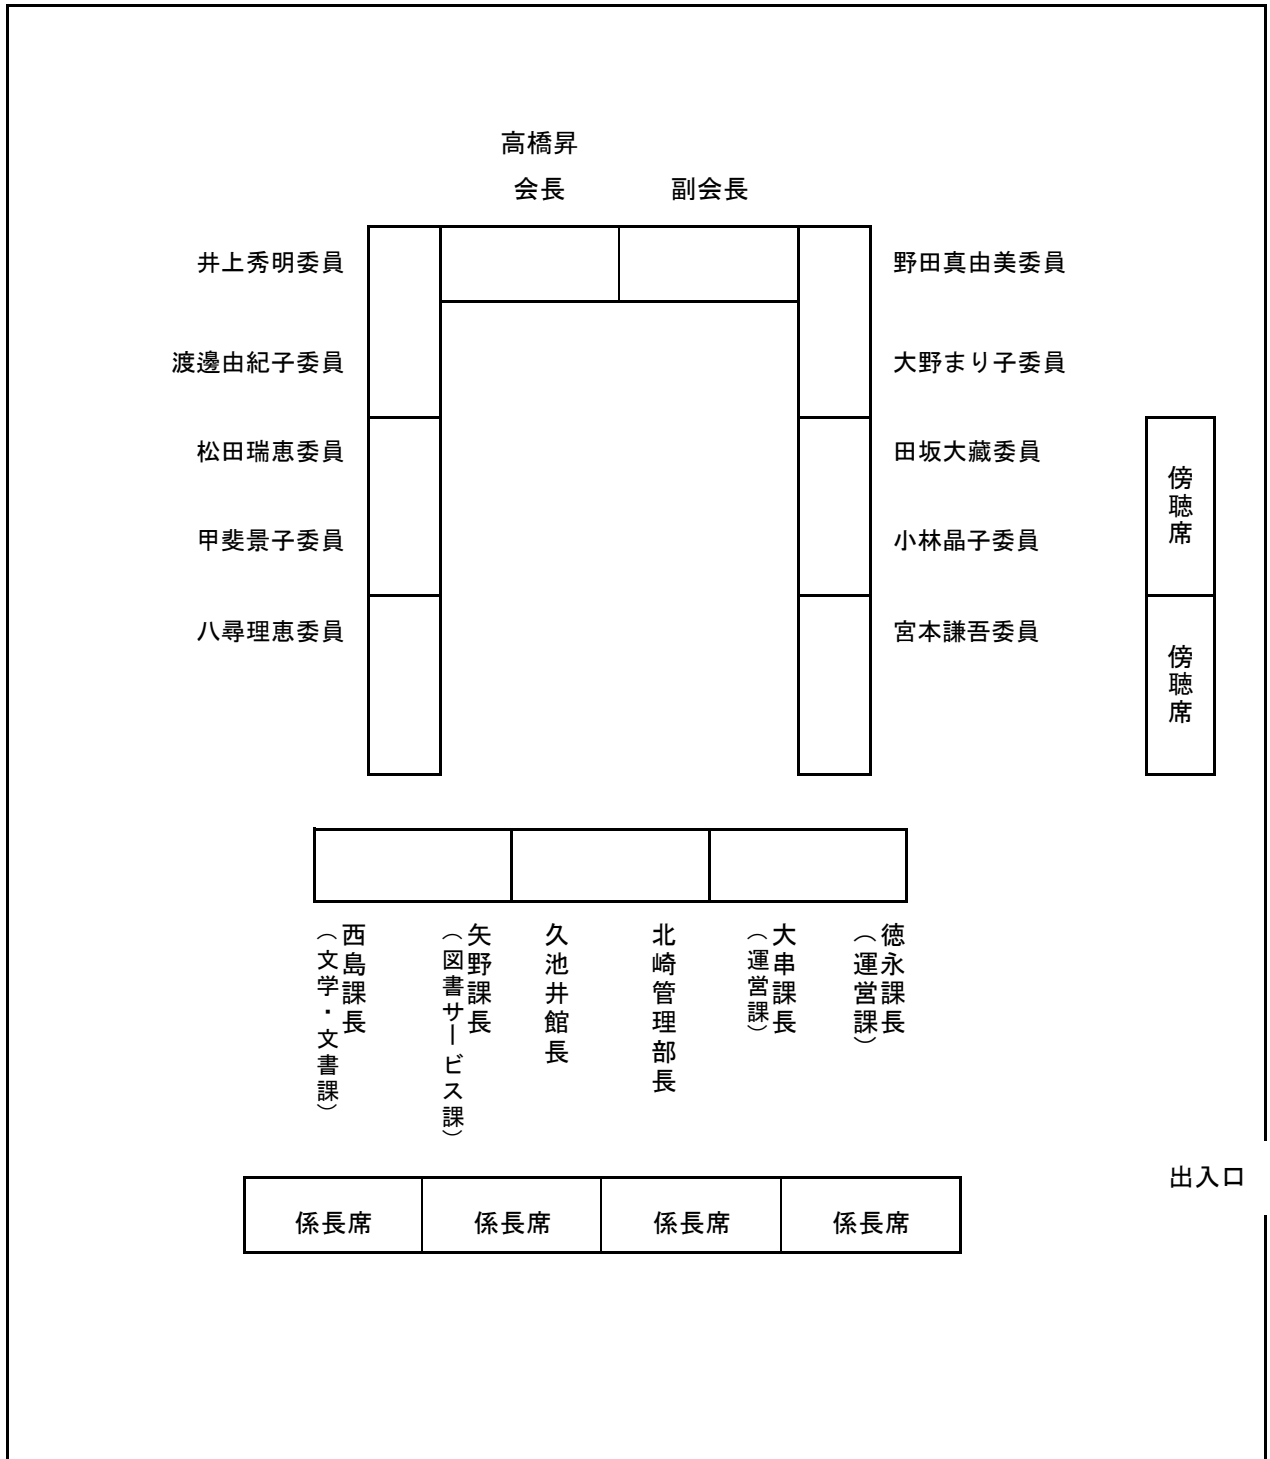 高橋昇
会長 副会長
井上秀明委員
野田真由美委員
渡邊由紀子委員
大野まり子委員
松田瑞恵委員
田坂大藏委員
甲斐景子委員
小林晶子委員
八尋理恵委員
宮本謙吾委員
傍聴席
傍聴席
西島課長
（文学・文書課）
矢野課長
（図書サービス課）
久池井館長
北崎管理部長
大串課長
（運営課）
徳永課長
（運営課）
出入口
係長席 係長席 係長席 係長席